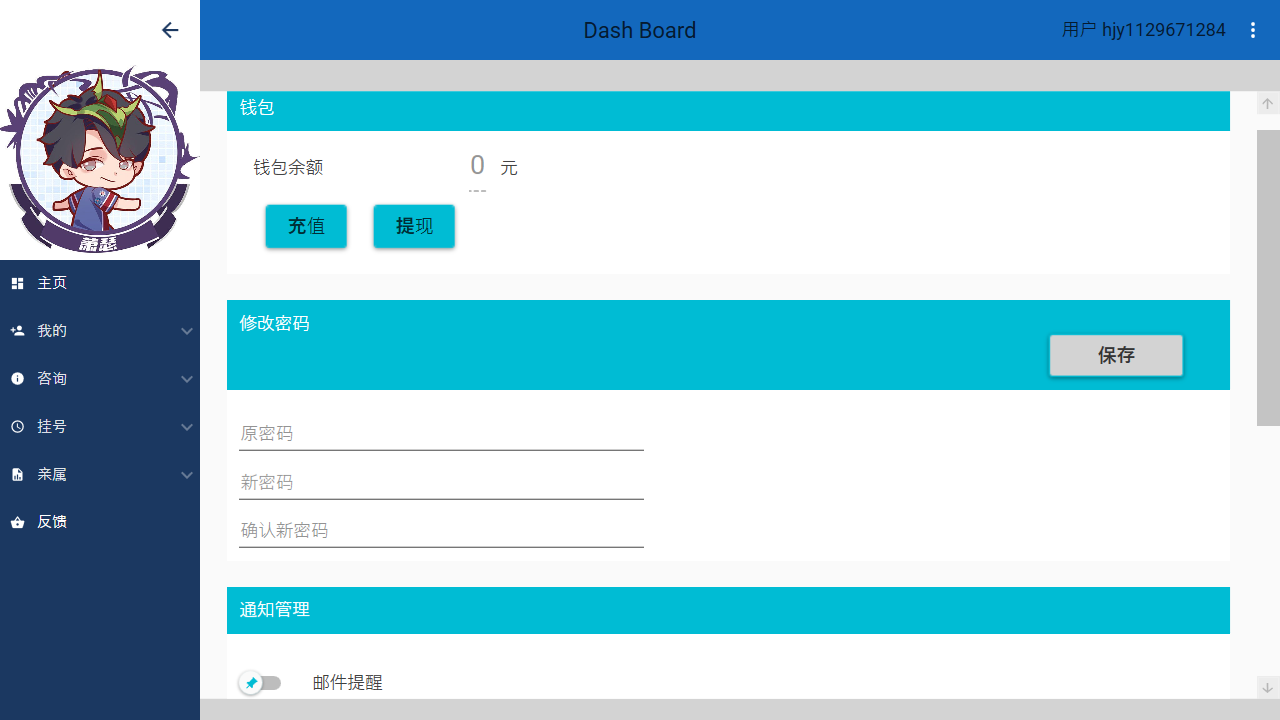 Dash Board
用户 hjy1129671284
萧瑟
主页
我的
咨询
挂号
亲属
反馈
钱包
钱包余额 0 元
充值 提现
修改密码
保存
原密码
新密码
确认新密码
通知管理
邮件提醒